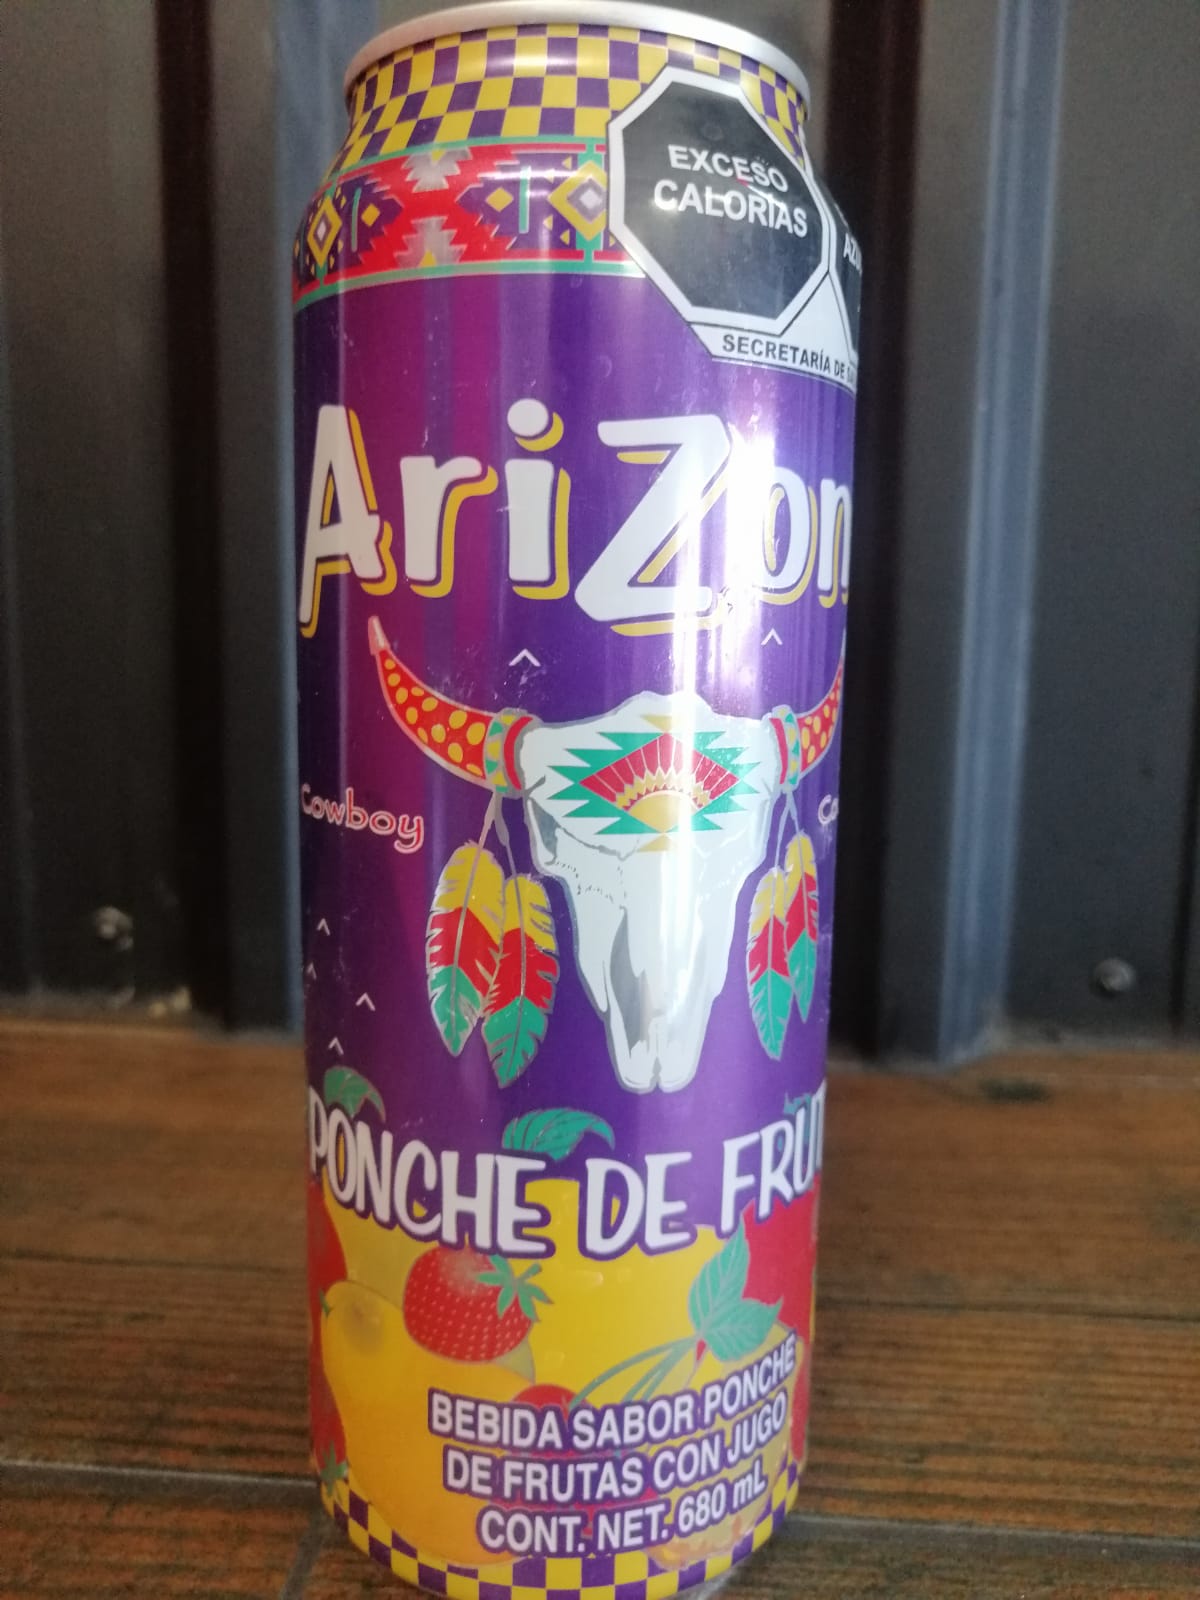 EXCESO
CALORÍAS
SECRETARÍA DE
AriZon
Cowboy
PONCHE DE FRUT
BEBIDA SABOR PONCHE
DE FRUTAS CON JUGO
CONT. NET. 680 mL